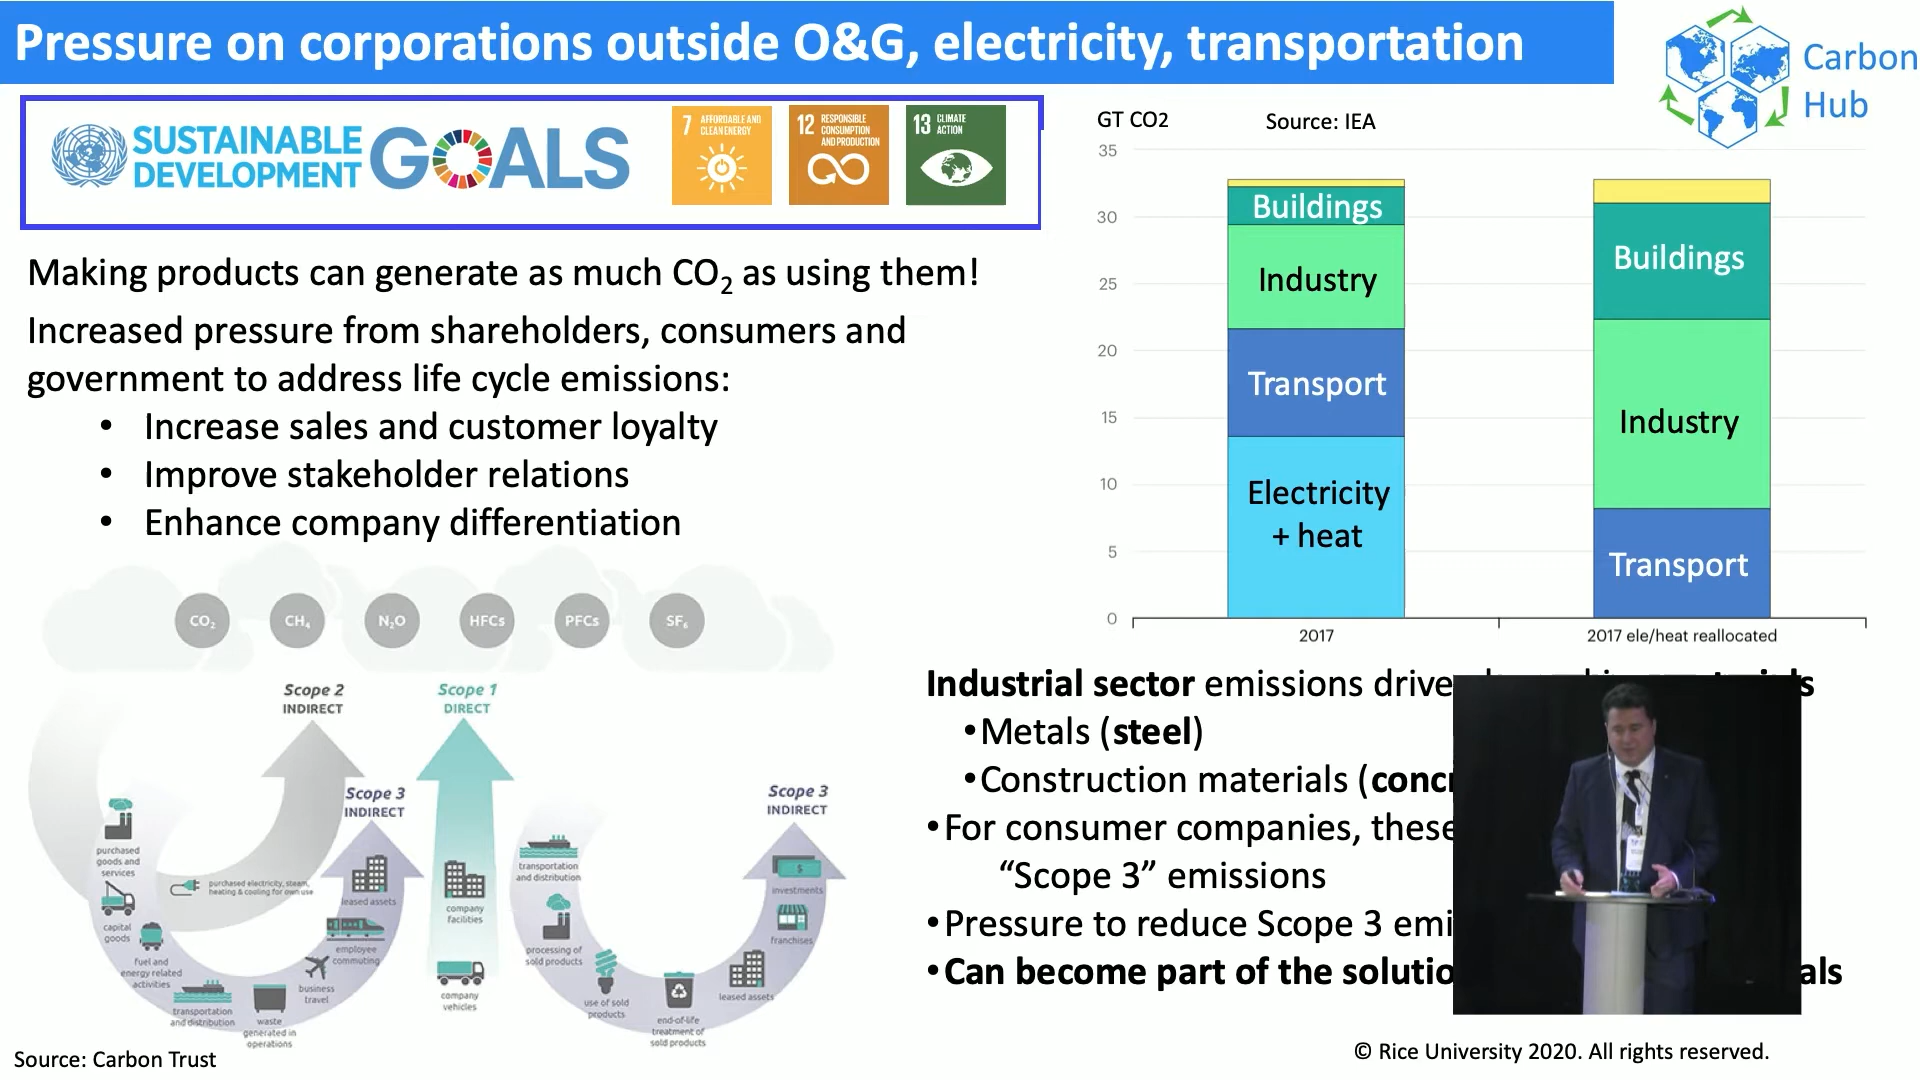 Pressure on corporations outside O&G, electricity, transportation
Carbon
Hub
SUSTAINABLE
DEVELOPMENT
GOALS
7 AFFORDABLE AND
CLEAN ENERGY
12 RESPONSIBLE
CONSUMPTION
AND PRODUCTION
13 CLIMATE
ACTION
Making products can generate as much CO₂ as using them!
Increased pressure from shareholders, consumers and
government to address life cycle emissions:
• Increase sales and customer loyalty
• Improve stakeholder relations
• Enhance company differentiation
GT CO2
Source: IEA
35
30
25
20
15
10
5
0
Buildings
Industry
Transport
Electricity
+ heat
2017
Buildings
Industry
Transport
2017 ele/heat reallocated
CO₂
CH₄
N₂O
HFCs
PFCs
SF₆
Scope 2
INDIRECT
Scope 1
DIRECT
Scope 3
INDIRECT
Scope 3
INDIRECT
purchased
goods and
services
capital
goods
fuel and
energy related
activities
transportation
and distribution
waste
generated in
operations
business
travel
employee
commuting
leased assets
purchased electricity, steam,
heating & cooling for own use
company
facilities
company
vehicles
transportation
and distribution
processing of
sold products
use of sold
products
end-of-life
treatment of
sold products
leased assets
franchises
investments
Source: Carbon Trust
Industrial sector emissions
• Metals (steel)
• Construction materials
• For consumer companies, these
“Scope 3” emissions
• Pressure to reduce Scope 3
• Can become part of the
© Rice University 2020. All rights reserved.